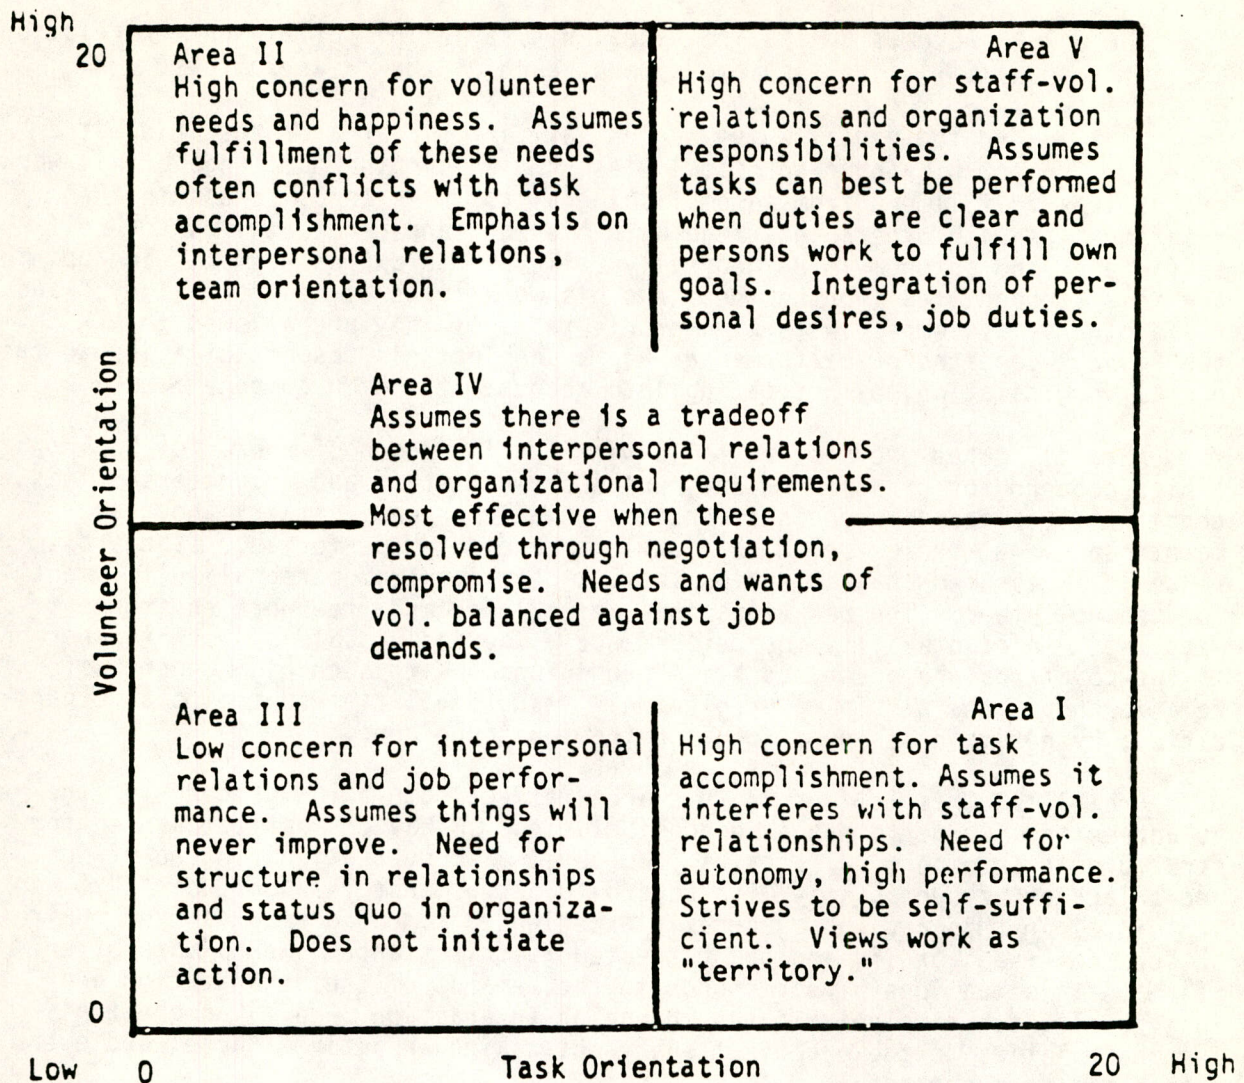 High
20
Area II
High concern for volunteer
needs and happiness.  Assumes
fulfillment of these needs
often conflicts with task
accomplishment.  Emphasis on
interpersonal relations,
team orientation.
Area V
High concern for staff-vol.
relations and organization
responsibilities.  Assumes
tasks can best be performed
when duties are clear and
persons work to fulfill own
goals.  Integration of per-
sonal desires, job duties.
Volunteer Orientation
Area IV
Assumes there is a tradeoff
between interpersonal relations
and organizational requirements.
Most effective when these
resolved through negotiation,
compromise.  Needs and wants of
vol. balanced against job
demands.
Area III
Low concern for interpersonal
relations and job perfor-
mance.  Assumes things will
never improve.  Need for
structure in relationships
and status quo in organiza-
tion.  Does not initiate
action.
Area I
High concern for task
accomplishment. Assumes it
interferes with staff-vol.
relationships.  Need for
autonomy, high performance.
Strives to be self-suffi-
cient.  Views work as
"territory."
0
Low 0 Task Orientation 20 High